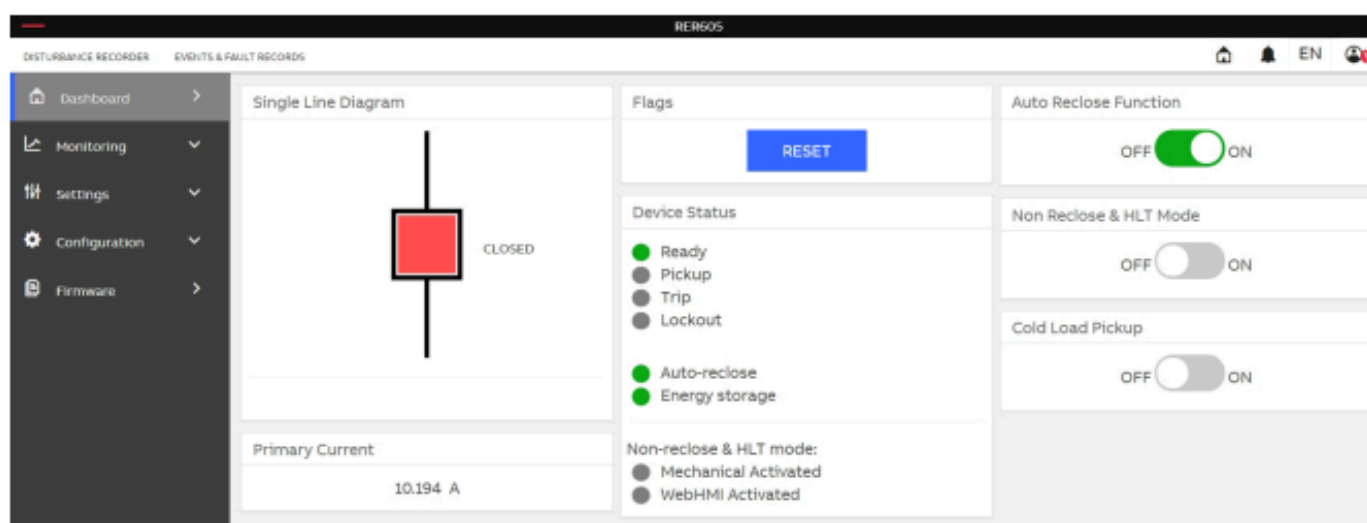 RER605
DISTURBANCE RECORDER EVENTS & FAULT RECORDS
EN
Dashboard
Monitoring
Settings
Configuration
Firmware
Single Line Diagram
CLOSED
Primary Current
10.194 A
Flags
RESET
Device Status
Ready
Pickup
Trip
Lockout
Auto-reclose
Energy storage
Non-reclose & HLT mode:
Mechanical Activated
WebHMI Activated
Auto Reclose Function
OFF ON
Non Reclose & HLT Mode
OFF ON
Cold Load Pickup
OFF ON